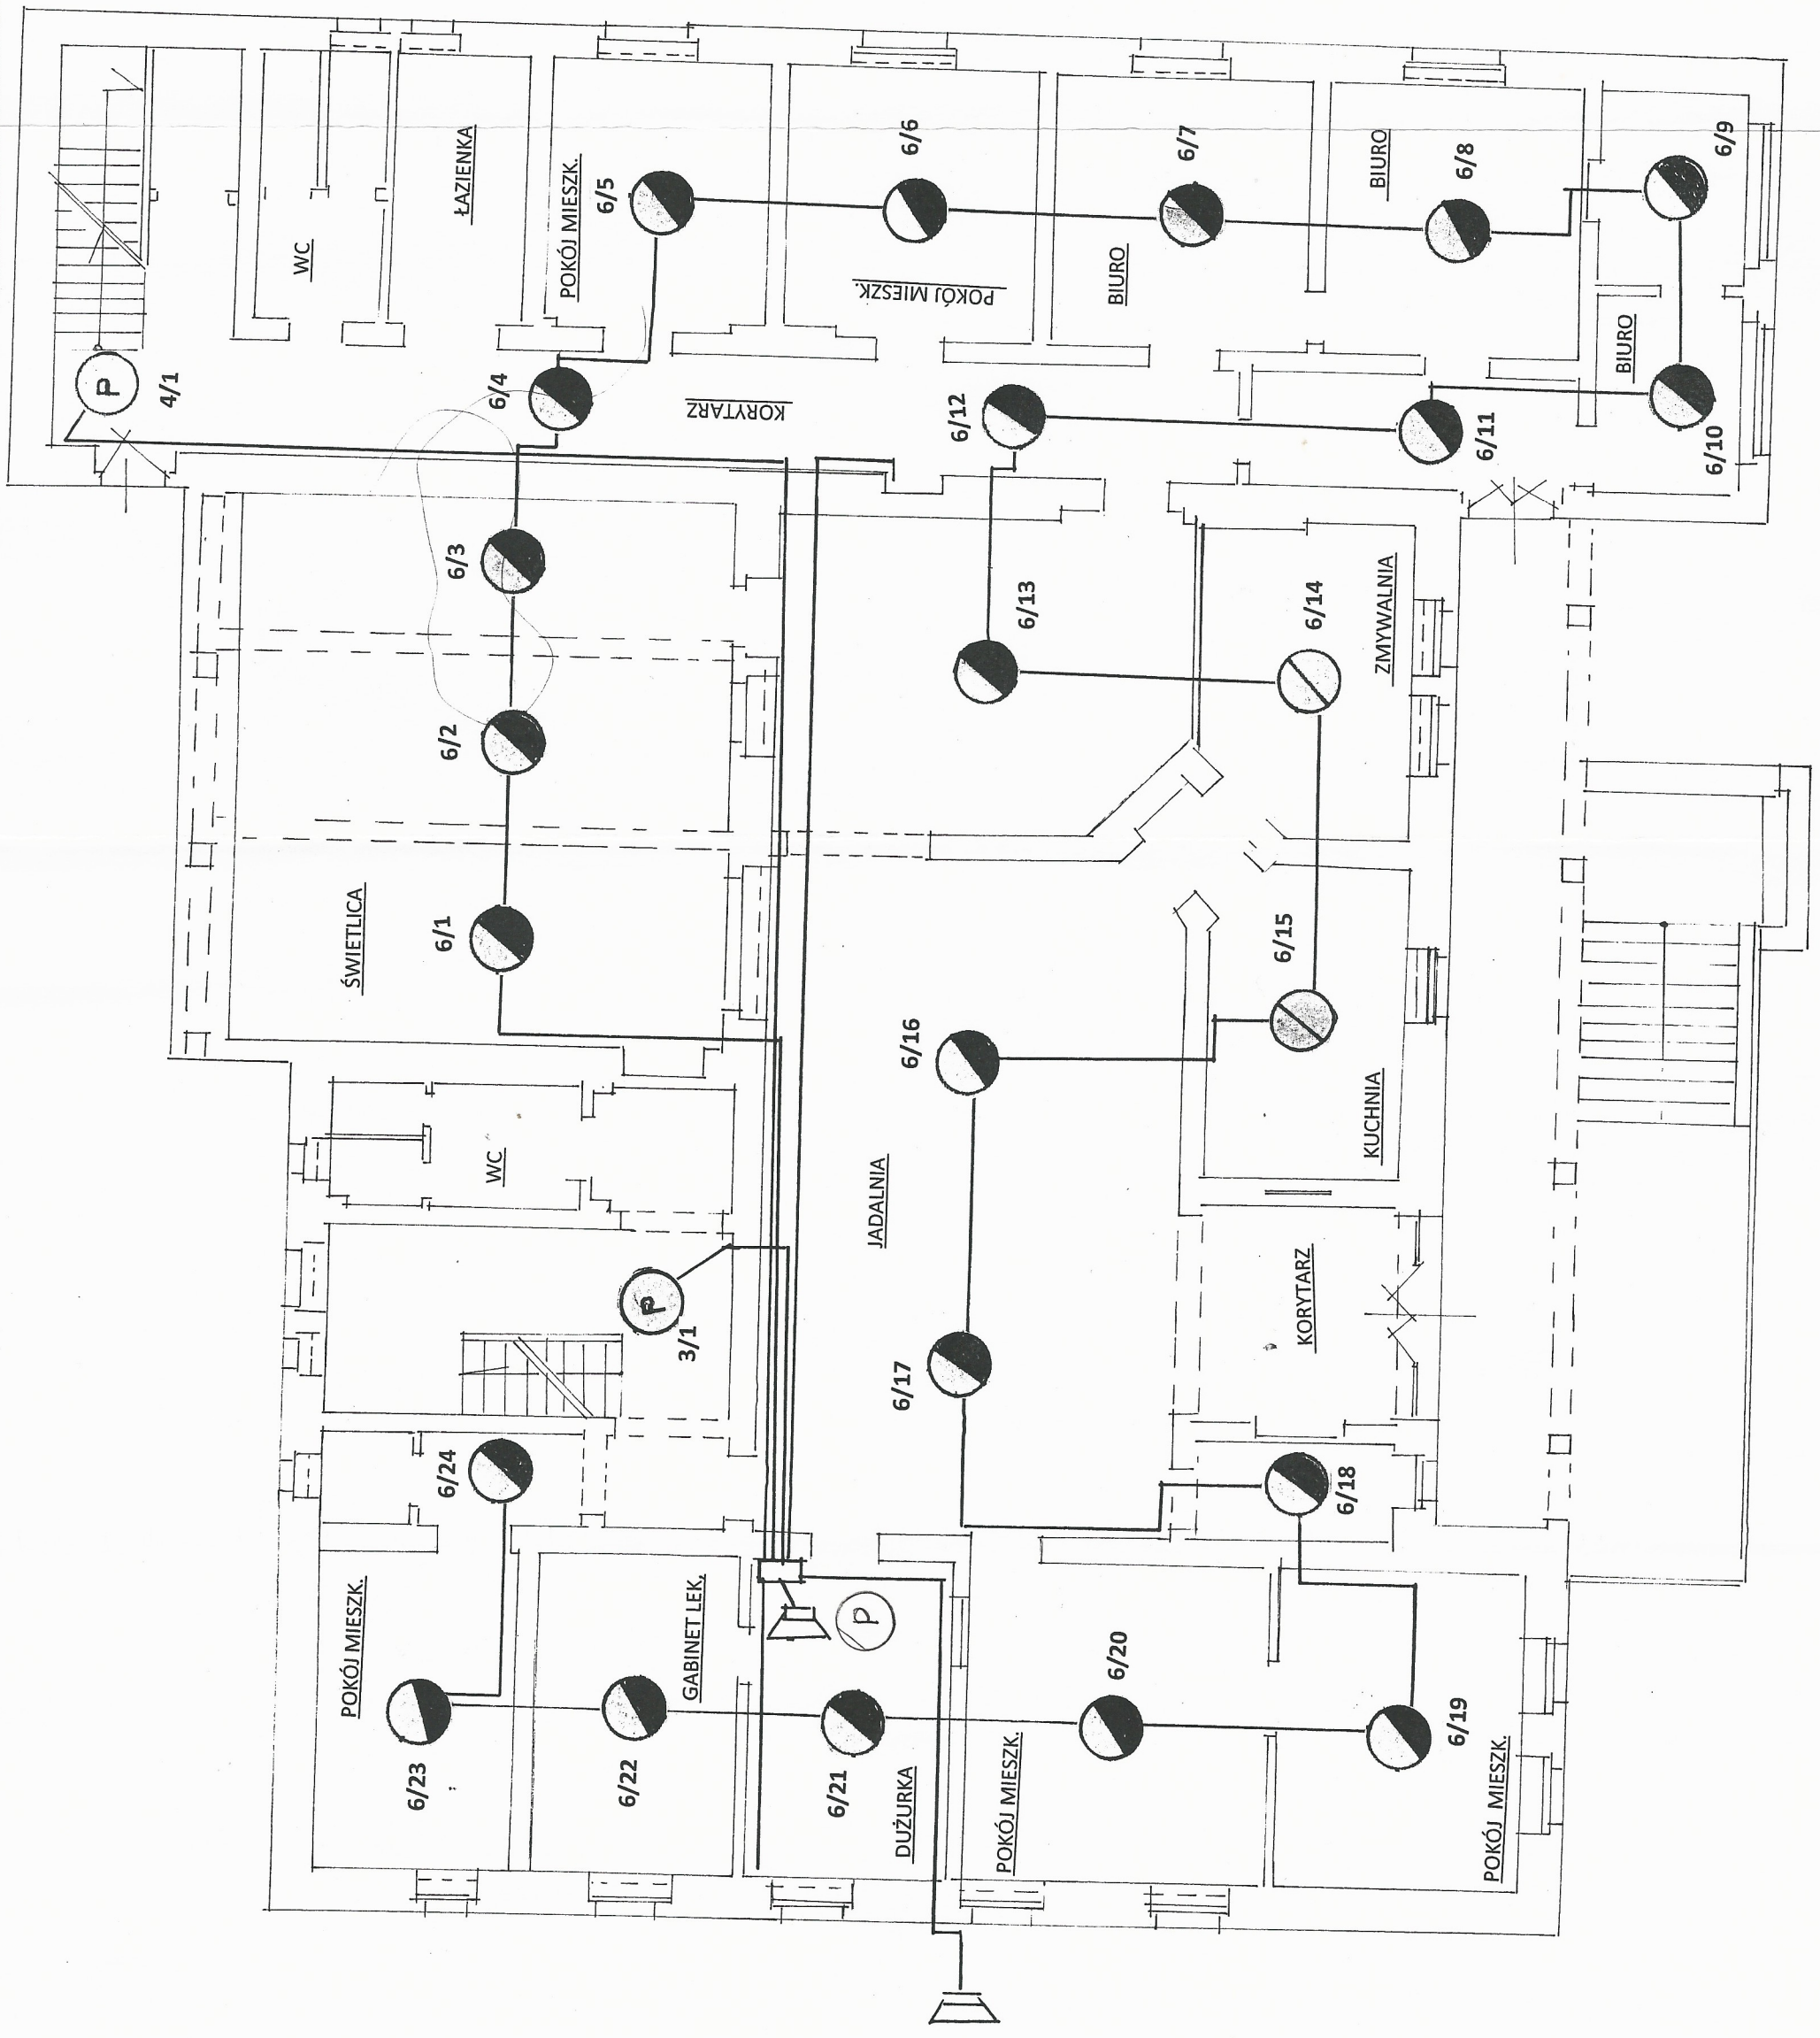 6/9
6/6
6/7
BIURO
6/8
ŁAZIENKA
POKÓJ MIESZK.
6/5
WC
POKÓJ MIESZK.
BIURO
BIURO
P
4/1
6/4
KORYTARZ
6/12
6/11
6/10
6/3
6/13
6/14
ZMYWALNIA
6/2
ŚWIETLICA
6/1
6/15
6/16
KUCHNIA
WC
JADALNIA
KORYTARZ
P
3/1
6/17
6/24
6/18
POKÓJ MIESZK.
GABINET LEK.
P
6/20
6/19
6/23
6/22
6/21
DUŻURKA
POKÓJ MIESZK.
POKÓJ MIESZK.